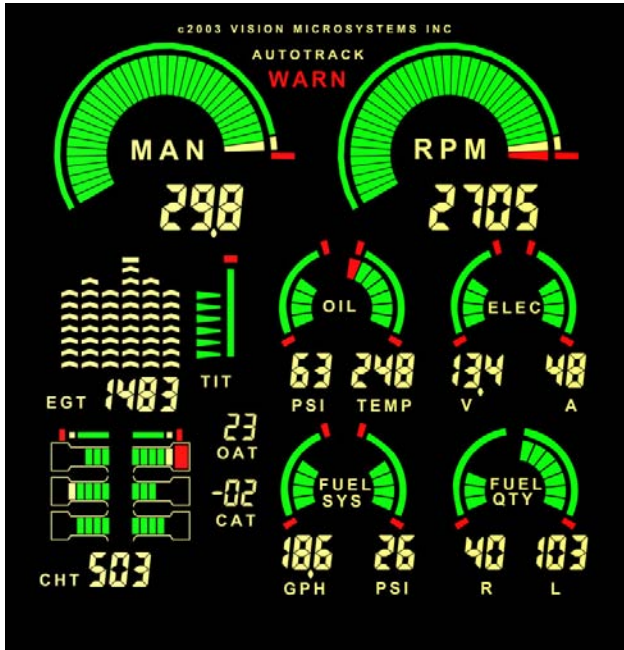 c2003 VISION MICROSYSTEMS INC
AUTOTRACK
WARN
MAN
RPM
29.8
2705
OIL
ELEC
63
248
13.4
48
PSI
TEMP
V
A
TIT
EGT 1483
23
OAT
-02
CAT
FUEL
SYS
FUEL
QTY
18.6
26
40
103
GPH
PSI
R
L
CHT 503